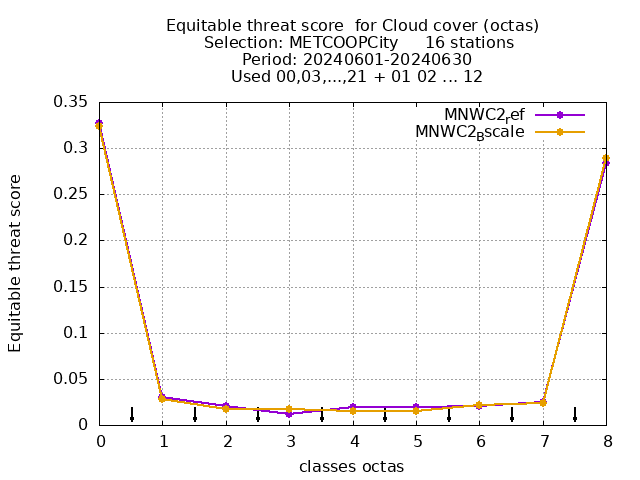 Equitable threat score  for Cloud cover (octas)
Selection: METCOOPCity     16 stations
Period: 20240601-20240630
Used 00,03,...,21 + 01 02 ... 12
MNWC2ref
MNWC2Bscale
0.35
0.3
0.25
0.2
0.15
0.1
0.05
0
Equitable threat score
0 1 2 3 4 5 6 7 8
classes octas